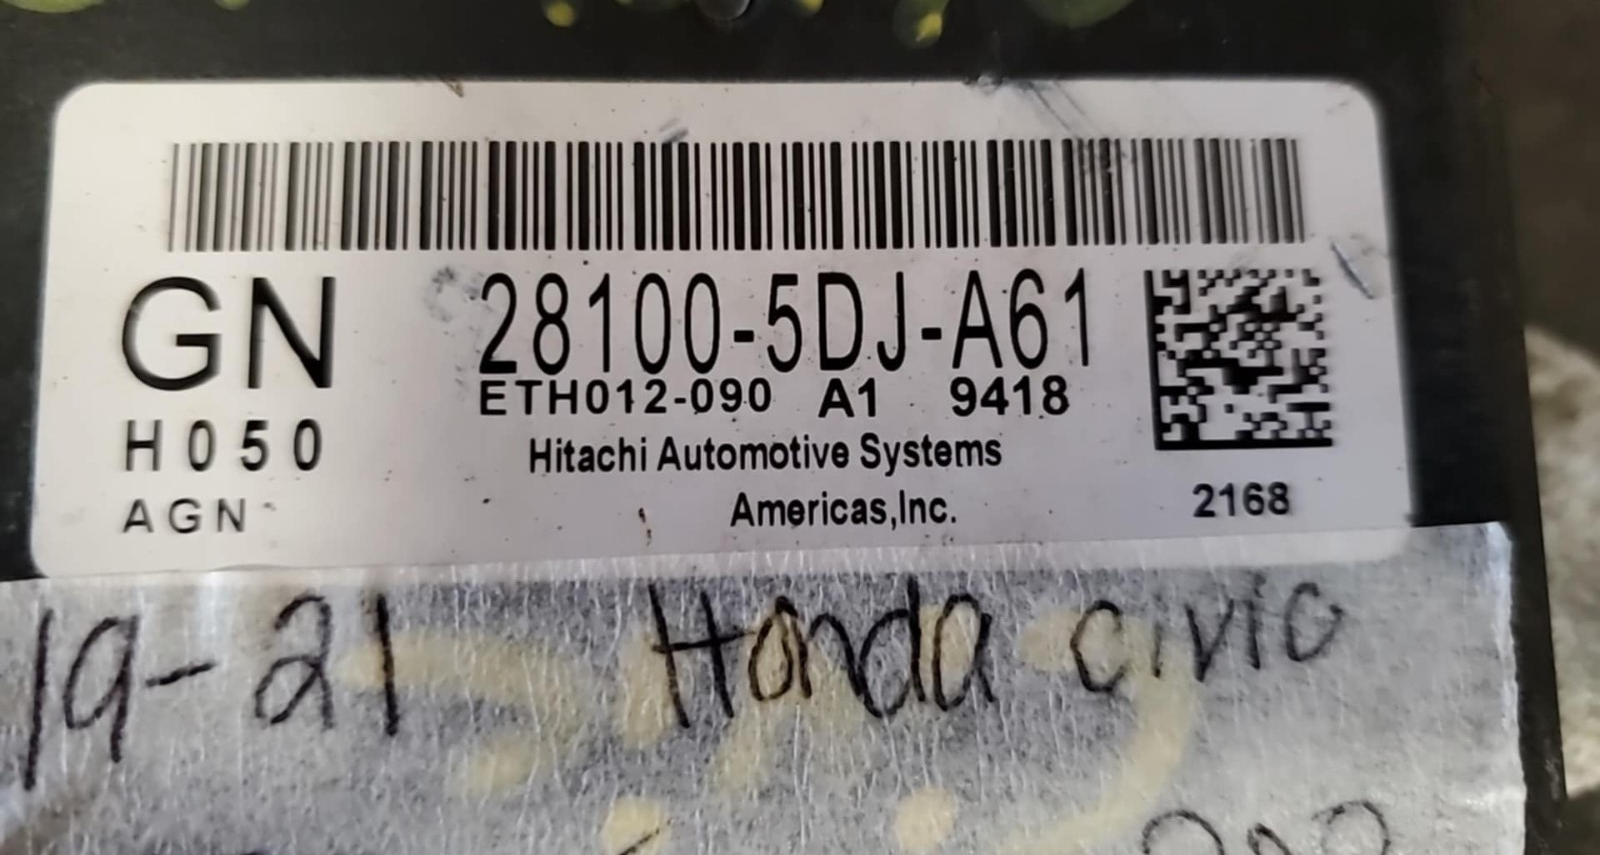 GN 28100-5DJ-A61
ETH012-090 A1 9418
H050
Hitachi Automotive Systems
AGN
Americas,Inc.
2168
19-21 Honda civic